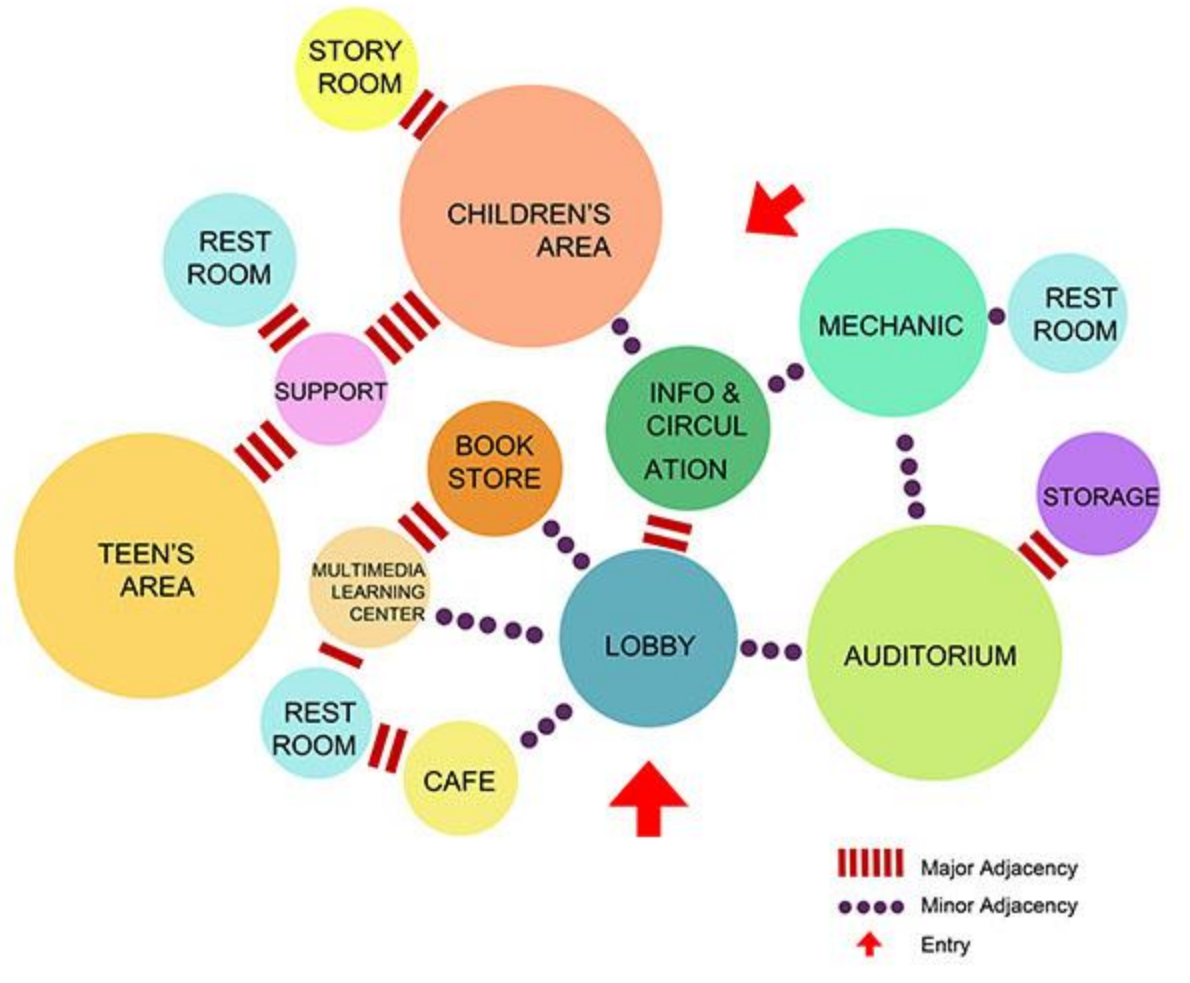 STORY
ROOM
CHILDREN'S
AREA
REST
ROOM
MECHANIC
REST
ROOM
SUPPORT
INFO &
CIRCUL
ATION
BOOK
STORE
STORAGE
TEEN'S
AREA
MULTIMEDIA
LEARNING
CENTER
LOBBY
AUDITORIUM
REST
ROOM
CAFE
Major Adjacency
Minor Adjacency
Entry